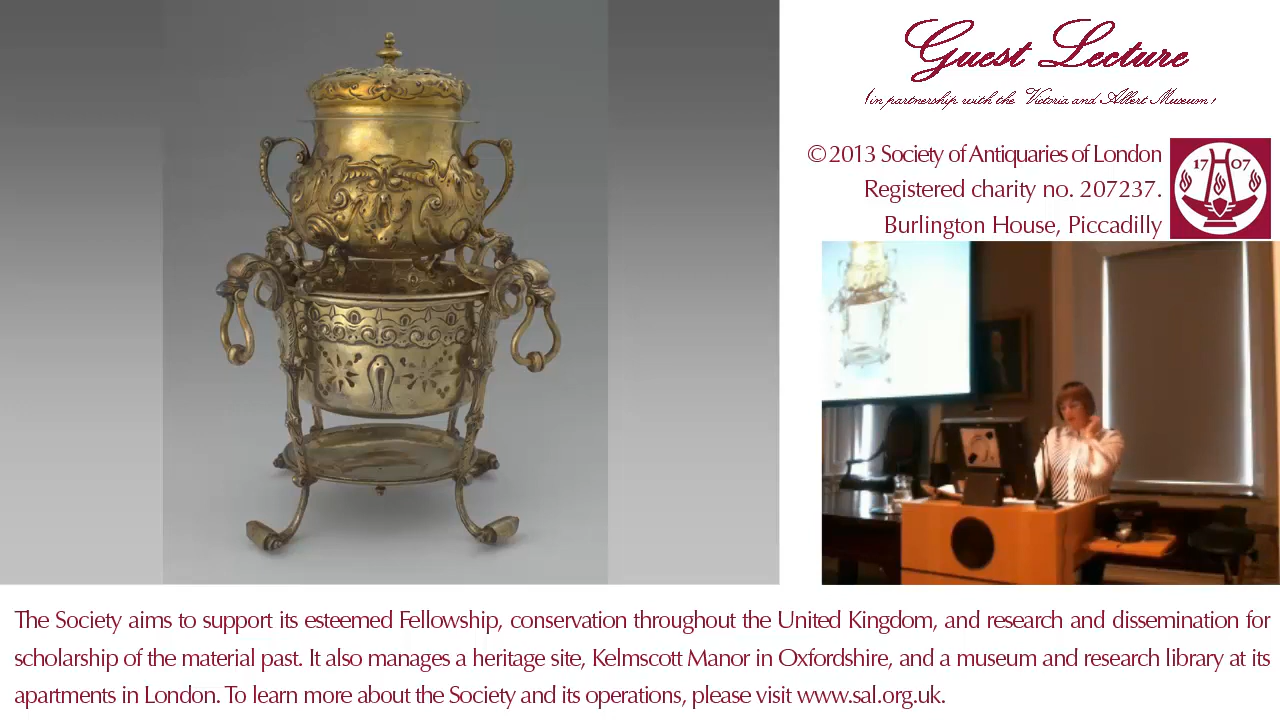 Guest Lecture
(in partnership with the Victoria and Albert Museum)
© 2013 Society of Antiquaries of London
Registered charity no. 207237.
Burlington House, Piccadilly
17 07
The Society aims to support its esteemed Fellowship, conservation throughout the United Kingdom, and research and dissemination for
scholarship of the material past. It also manages a heritage site, Kelmscott Manor in Oxfordshire, and a museum and research library at its
apartments in London. To learn more about the Society and its operations, please visit www.sal.org.uk.